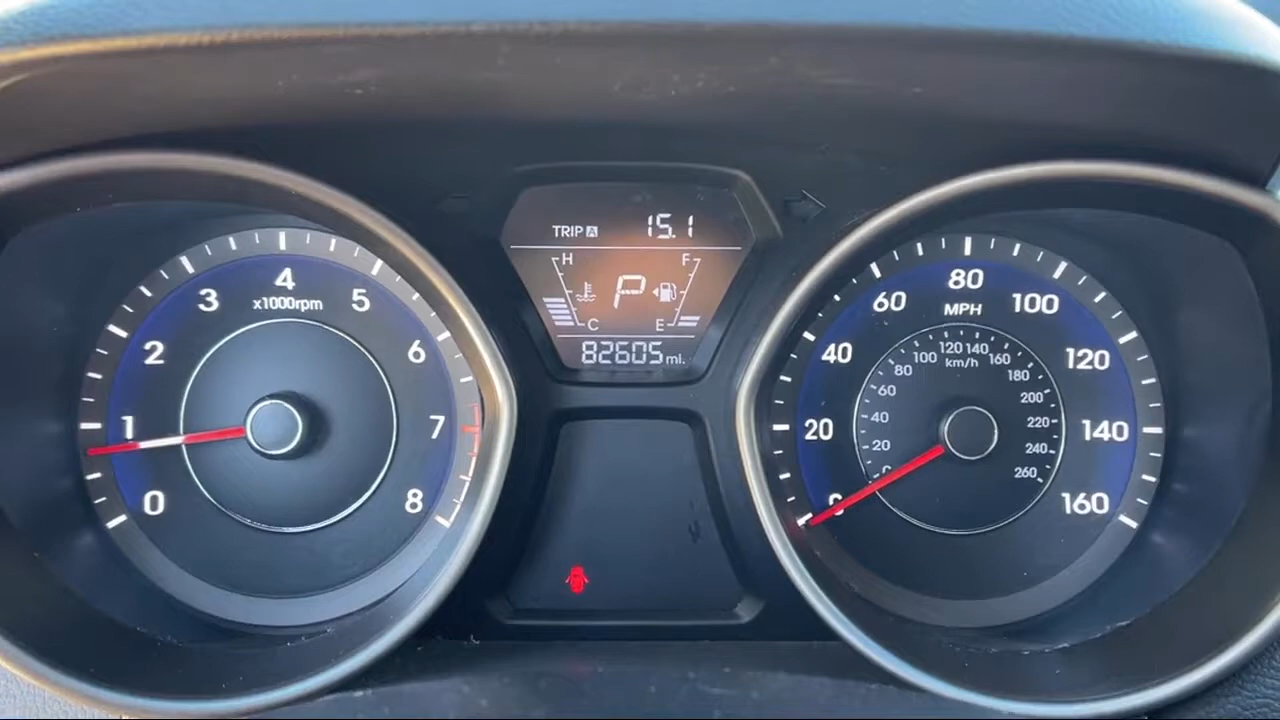 TRIP A 15.1
H F
P
C E
82605 mi.
4
3 5
x1000rpm
2 6
1 7
0 8
80
60 100
MPH
40 120
20 140
0 160
120 140
100 160
km/h
80 180
60 200
40 220
20 240
0 260